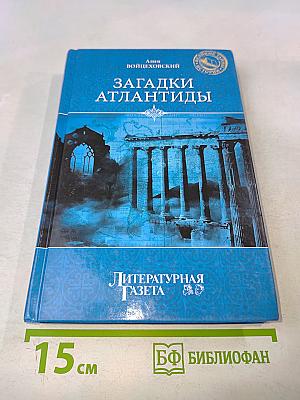 Алим
ВОЙЦЕХОВСКИЙ
ЗАГАДКИ
АТЛАНТИДЫ
ЛИТЕРАТУРНАЯ
ГАЗЕТА
15 см
БФ БИБЛИОФАН